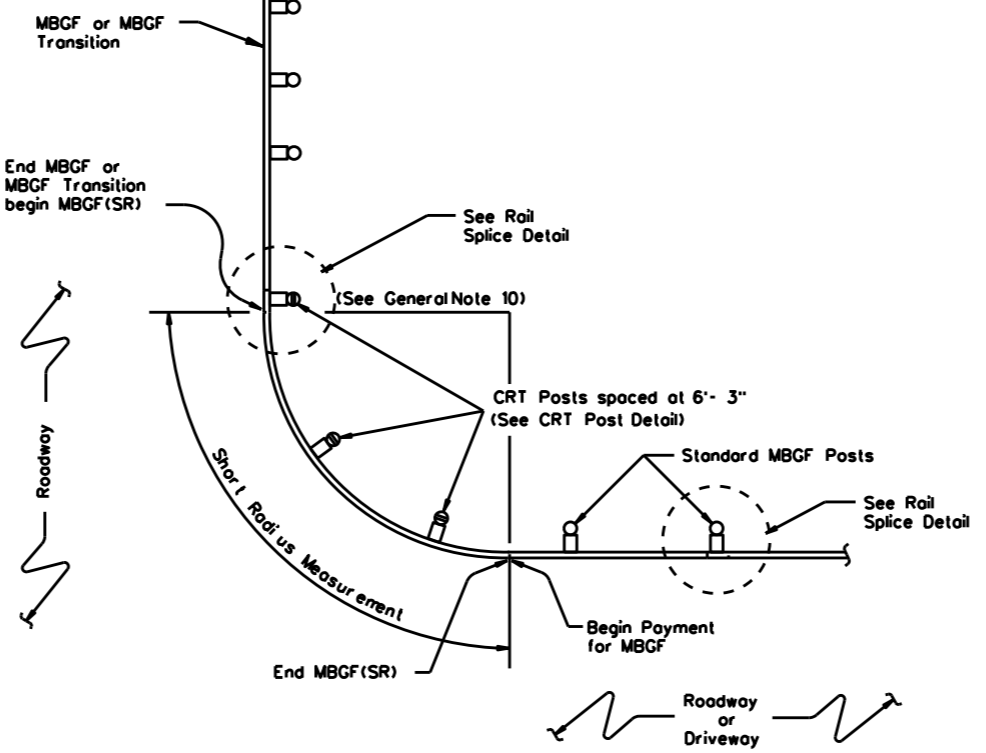 MBGF or MBGF
Transition
End MBGF or
MBGF Transition
begin MBGF(SR)
See Rail
Splice Detail
(See General Note 10)
CRT Posts spaced at 6'- 3"
(See CRT Post Detail)
Standard MBGF Posts
See Rail
Splice Detail
Roadway
Short Radius Measurement
Begin Payment
for MBGF
End MBGF(SR)
Roadway
or
Driveway